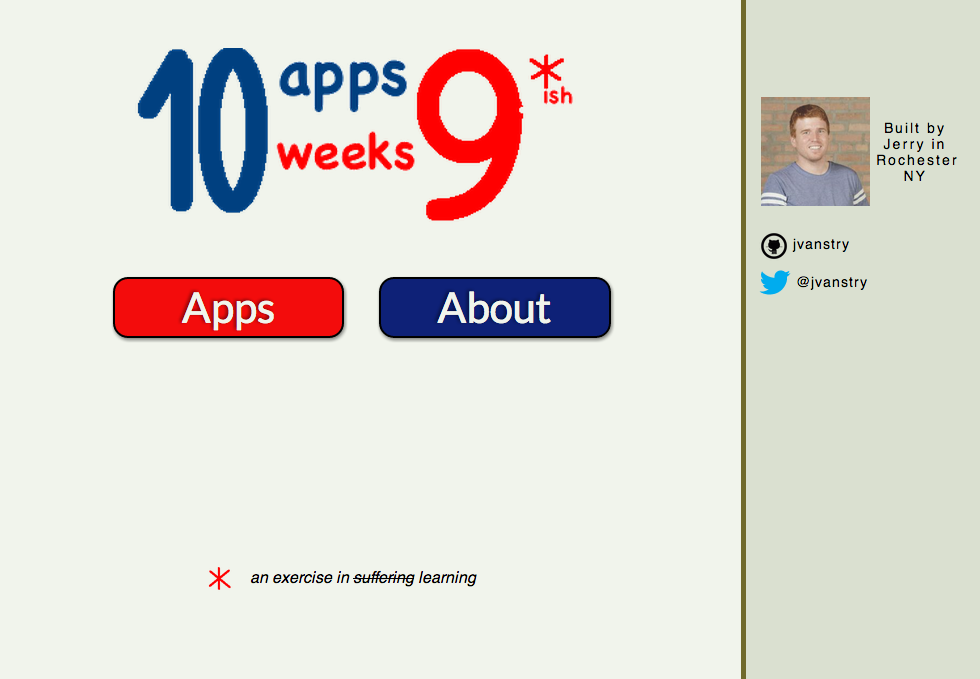 10 apps weeks 9 *ish
Apps
About
* an exercise in suffering learning
Built by
Jerry in
Rochester
NY
jvanstry
@jvanstry